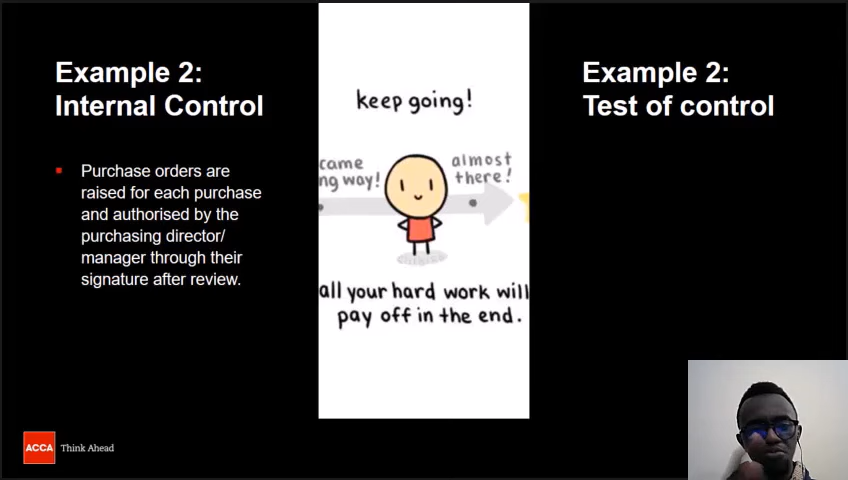 Example 2:
Internal Control
Purchase orders are
raised for each purchase
and authorised by the
purchasing director/
manager through their
signature after review.
keep going!
came
ng way!
almost
there!
all your hard work will
pay off in the end.
Example 2:
Test of control
ACCA
Think Ahead